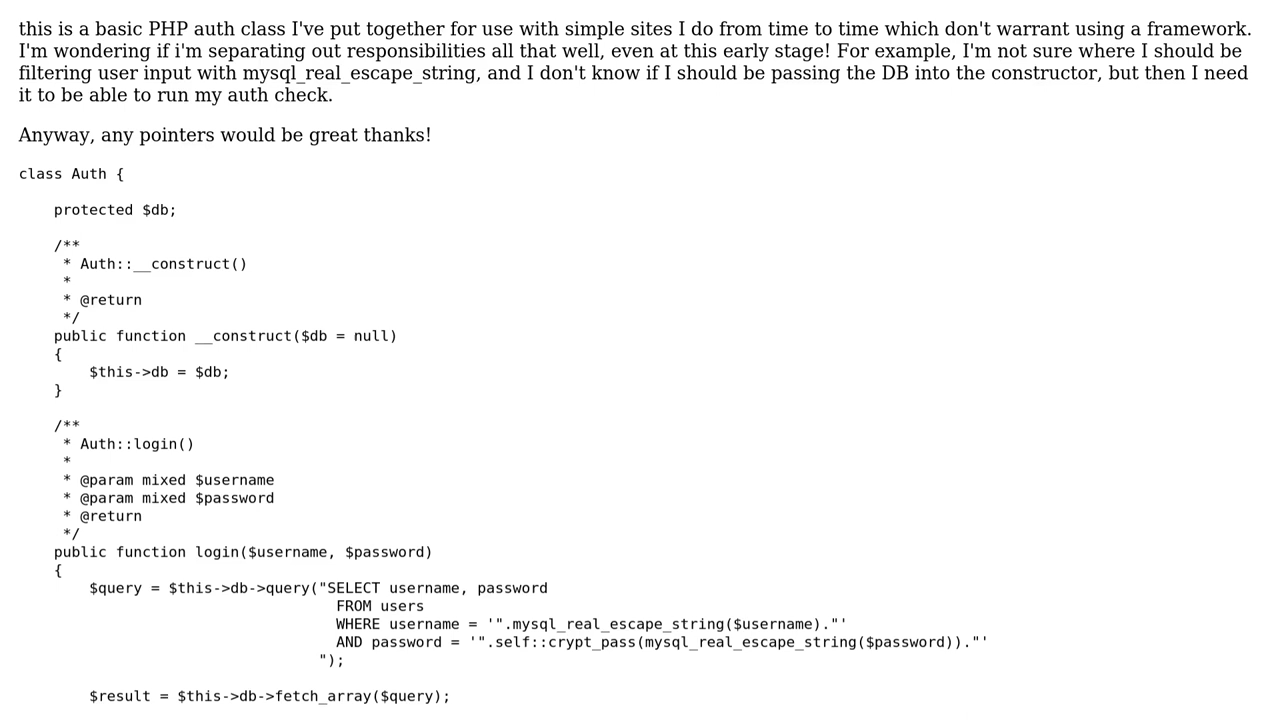 this is a basic PHP auth class I've put together for use with simple sites I do from time to time which don't warrant using a framework.
I'm wondering if i'm separating out responsibilities all that well, even at this early stage! For example, I'm not sure where I should be
filtering user input with mysql_real_escape_string, and I don't know if I should be passing the DB into the constructor, but then I need
it to be able to run my auth check.
Anyway, any pointers would be great thanks!
class Auth {
    protected $db;
    /**
     * Auth::__construct()
     *
     * @return
     */
    public function __construct($db = null)
    {
        $this->db = $db;
    }
    /**
     * Auth::login()
     *
     * @param mixed $username
     * @param mixed $password
     * @return
     */
    public function login($username, $password)
    {
        $query = $this->db->query("SELECT username, password
                                    FROM users
                                    WHERE username = '".mysql_real_escape_string($username)."'
                                    AND password = '".self::crypt_pass(mysql_real_escape_string($password))."'
                                  ");
        $result = $this->db->fetch_array($query);